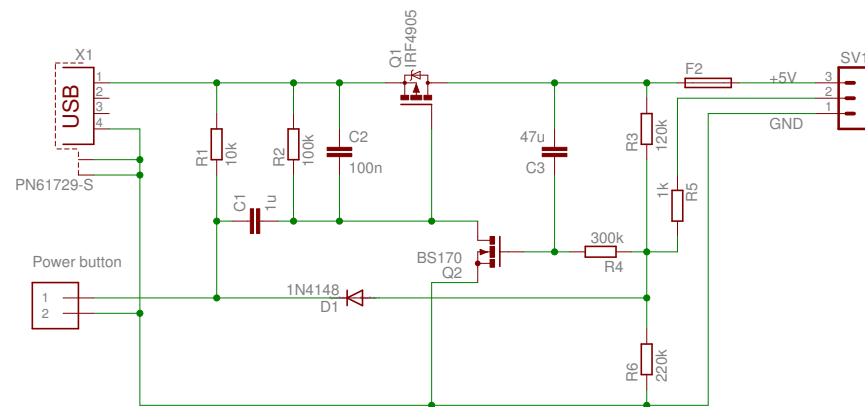 X1
1
2
3
4
USB
PN61729-S
R1
10k
R2
100k
C2
100n
C1
1u
Q1
IRF4905
47u
C3
R3
120k
F2
+5V
SV1
3
2
1
GND
1k
R5
300k
R4
BS170
Q2
Power button
1
2
1N4148
D1
R6
220k